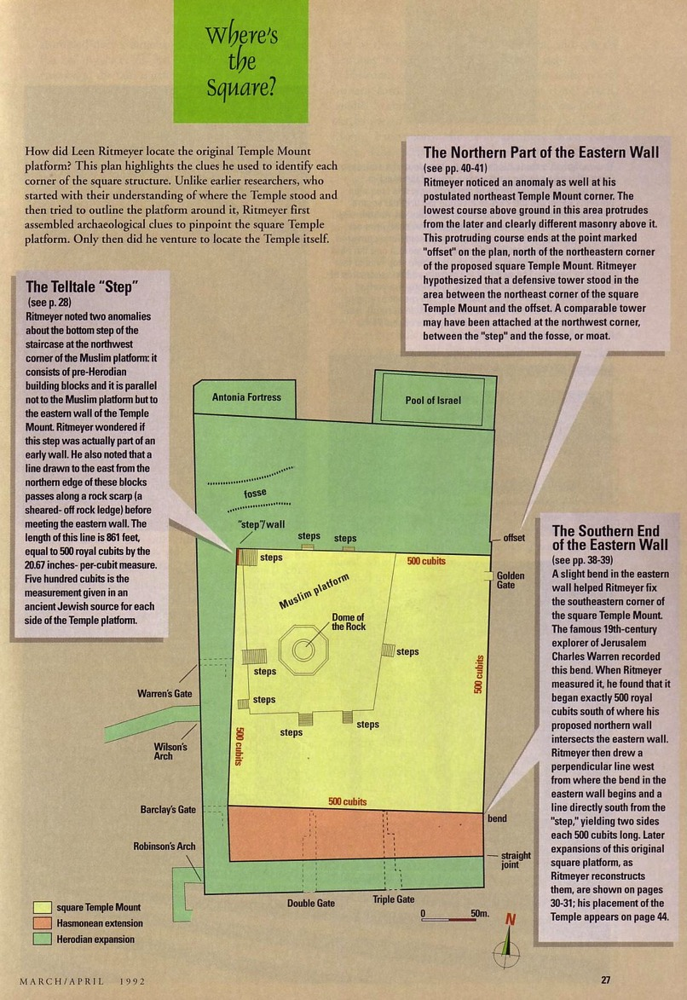 Where's
the
Square?
How did Leen Ritmeyer locate the original Temple Mount
platform? This plan highlights the clues he used to identify each
corner of the square structure. Unlike earlier researchers, who
started with their understanding of where the Temple stood and
then tried to outline the platform around it, Ritmeyer first
assembled archaeological clues to pinpoint the square Temple
platform. Only then did he venture to locate the Temple itself.
The Northern Part of the Eastern Wall
(see pp. 40-41)
Ritmeyer noticed an anomaly as well at his
postulated northeast Temple Mount corner. The
lowest course above ground in this area protrudes
from the later and clearly different masonry above it.
This protruding course ends at the point marked
"offset" on the plan, north of the northeastern corner
of the proposed square Temple Mount. Ritmeyer
hypothesized that a defensive tower stood in the
area between the northeast corner of the square
Temple Mount and the offset. A comparable tower
may have been attached at the northwest corner,
between the "step" and the fosse, or moat.
The Telltale “Step”
(see p. 28)
Ritmeyer noted two anomalies
about the bottom step of the
staircase at the northwest
corner of the Muslim platform: it
consists of pre-Herodian
building blocks and it is parallel
not to the Muslim platform but to
the eastern wall of the Temple
Mount. Ritmeyer wondered if
this step was actually part of an
early wall. He also noted that a
line drawn to the east from the
northern edge of these blocks
passes along a rock scarp (a
sheared- off rock ledge) before
meeting the eastern wall. The
length of this line is 861 feet,
equal to 500 royal cubits by the
20.67 inches- per-cubit measure.
Five hundred cubits is the
measurement given in an
ancient Jewish source for each
side of the Temple platform.
Antonia Fortress
Pool of Israel
fosse
"step"/wall
steps
steps
steps
500 cubits
offset
Golden
Gate
Muslim platform
Dome of
the Rock
steps
steps
500 cubits
Warren's Gate
steps
steps
steps
Wilson's
Arch
500 cubits
500 cubits
Barclay's Gate
bend
Robinson's Arch
straight
joint
Double Gate
Triple Gate
The Southern End
of the Eastern Wall
(see pp. 38-39)
A slight bend in the eastern
wall helped Ritmeyer fix
the southeastern corner of
the square Temple Mount.
The famous 19th-century
explorer of Jerusalem
Charles Warren recorded
this bend. When Ritmeyer
measured it, he found that it
began exactly 500 royal
cubits south of where his
proposed northern wall
intersects the eastern wall.
Ritmeyer then drew a
perpendicular line west
from where the bend in the
eastern wall begins and a
line directly south from the
"step," yielding two sides
each 500 cubits long. Later
expansions of this original
square platform, as
Ritmeyer reconstructs
them, are shown on pages
30-31; his placement of the
Temple appears on page 44.
square Temple Mount
Hasmonean extension
Herodian expansion
0 50m.
N
MARCH/APRIL 1992
27